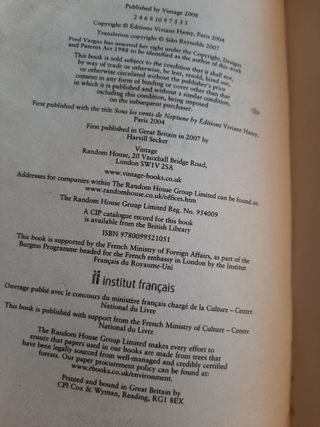 Published by Vintage 2008
2 4 6 8 10 9 7 5 3 1
Copyright © Éditions Viviane Hamy, Paris 2004
Translation copyright © Siân Reynolds 2007
Fred Vargas has asserted her right under the Copyright, Designs
and Patents Act 1988 to be identified as the author of this work
This book is sold subject to the condition that it shall not,
by way of trade or otherwise, be lent, resold, hired out,
or otherwise circulated without the publisher's prior
consent in any form of binding or cover other than that
in which it is published and without a similar condition,
including this condition, being imposed
on the subsequent purchaser.
First published with the title Sous les vents de Neptune by Éditions Viviane Hamy,
Paris 2004
First published in Great Britain in 2007 by
Harvill Secker
Vintage
Random House, 20 Vauxhall Bridge Road,
London SW1V 2SA
www.vintage-books.co.uk
Addresses for companies within The Random House Group Limited can be found at:
www.randomhouse.co.uk/offices.htm
The Random House Group Limited Reg. No. 954009
A CIP catalogue record for this book
is available from the British Library
ISBN 9780099521051
This book is supported by the French Ministry of Foreign Affairs, as part of the
Burgess Programme headed for the French embassy in London by the Institut
Français du Royaume-Uni
institut français
Ouvrage publié avec le concours du ministère français chargé de la Culture – Centre
National du Livre
This book is published with support from the French Ministry of Culture – Centre
National du Livre
The Random House Group Limited makes every effort to
ensure that papers used in our books are made from trees that
have been legally sourced from well-managed and credibly certified
forests. Our paper procurement policy can be found at:
www.rbooks.co.uk/environment.
Printed and bound in Great Britain by
CPI Cox & Wyman, Reading, RG1 8EX